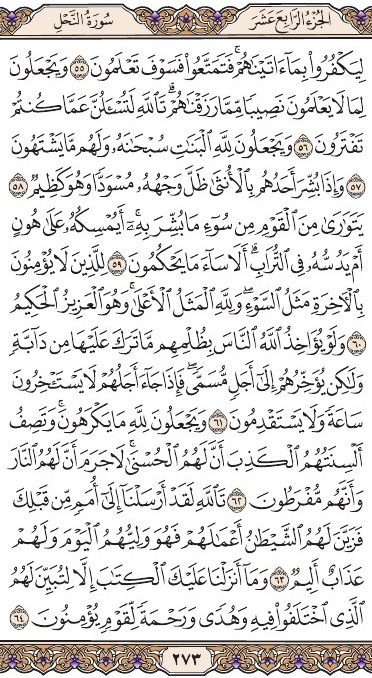 الجزء الرابع عشر
سورة النحل
لِيَكْفُرُوا۟ بِمَآ ءَاتَيْنَٰهُمْ ۚ فَتَمَتَّعُوا۟ فَسَوْفَ تَعْلَمُونَ ٥٥ وَيَجْعَلُونَ
لِمَا لَا يَعْلَمُونَ نَصِيبًا مِّمَّا رَزَقْنَٰهُمْ ۗ تَٱللَّهِ لَتُسْـَٔلُنَّ عَمَّا كُنتُمْ
تَفْتَرُونَ ٥٦ وَيَجْعَلُونَ لِلَّهِ ٱلْبَنَٰتِ سُبْحَٰنَهُۥ ۙ وَلَهُم مَّا يَشْتَهُونَ
٥٧ وَإِذَا بُشِّرَ أَحَدُهُم بِٱلْأُنثَىٰ ظَلَّ وَجْهُهُۥ مُسْوَدًّا وَهُوَ كَظِيمٌ ٥٨
يَتَوَٰرَىٰ مِنَ ٱلْقَوْمِ مِن سُوٓءِ مَا بُشِّرَ بِهِۦٓ ۚ أَيُمْسِكُهُۥ عَلَىٰ هُونٍ
أَمْ يَدُسُّهُۥ فِى ٱلتُّرَابِ ۗ أَلَا سَآءَ مَا يَحْكُمُونَ ٥٩ لِلَّذِينَ لَا يُؤْمِنُونَ
بِٱلْـَٔاخِرَةِ مَثَلُ ٱلسَّوْءِ ۖ وَلِلَّهِ ٱلْمَثَلُ ٱلْأَعْلَىٰ ۚ وَهُوَ ٱلْعَزِيزُ ٱلْحَكِيمُ
٦٠ وَلَوْ يُؤَاخِذُ ٱللَّهُ ٱلنَّاسَ بِظُلْمِهِم مَّا تَرَكَ عَلَيْهَا مِن دَآبَّةٍ
وَلَٰكِن يُؤَخِّرُهُمْ إِلَىٰٓ أَجَلٍ مُّسَمًّى ۖ فَإِذَا جَآءَ أَجَلُهُمْ لَا يَسْتَـْٔخِرُونَ
سَاعَةً ۖ وَلَا يَسْتَقْدِمُونَ ٦١ وَيَجْعَلُونَ لِلَّهِ مَا يَكْرَهُونَ ۚ وَتَصِفُ
أَلْسِنَتُهُمُ ٱلْكَذِبَ أَنَّ لَهُمُ ٱلْحُسْنَىٰ ۖ لَا جَرَمَ أَنَّ لَهُمُ ٱلنَّارَ
وَأَنَّهُم مُّفْرَطُونَ ٦٢ تَٱللَّهِ لَقَدْ أَرْسَلْنَآ إِلَىٰٓ أُمَمٍ مِّن قَبْلِكَ
فَزَيَّنَ لَهُمُ ٱلشَّيْطَٰنُ أَعْمَٰلَهُمْ فَهُوَ وَلِيُّهُمُ ٱلْيَوْمَ وَلَهُمْ
عَذَابٌ أَلِيمٌ ٦٣ وَمَآ أَنزَلْنَا عَلَيْكَ ٱلْكِتَٰبَ إِلَّا لِتُبَيِّنَ لَهُمُ
ٱلَّذِى ٱخْتَلَفُوا۟ فِيهِ ۙ وَهُدًى وَرَحْمَةً لِّقَوْمٍ يُؤْمِنُونَ ٦٤
٢٧٣